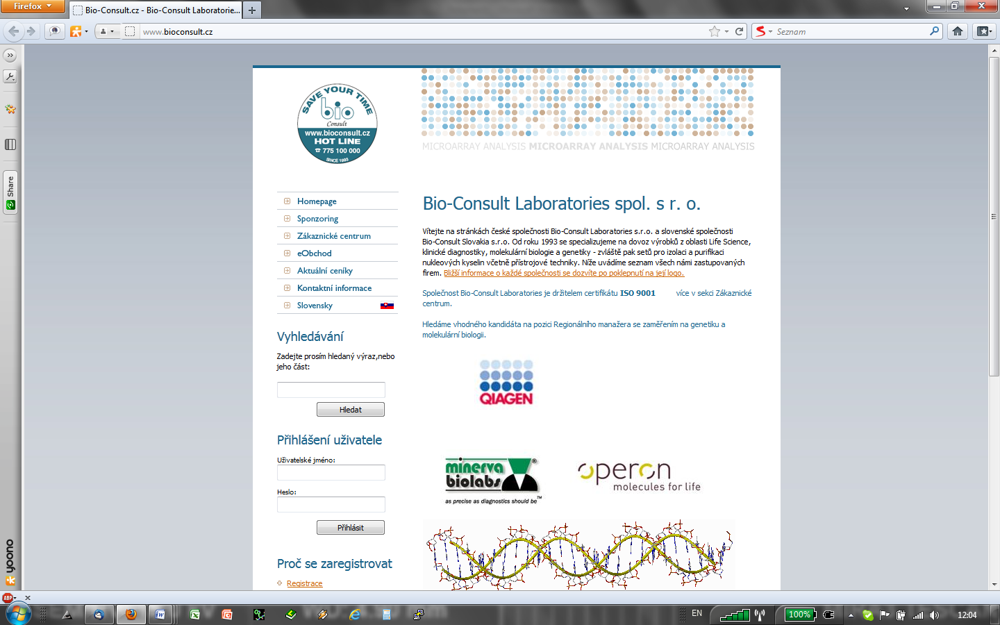 Firefox
Bio-Consult.cz - Bio-Consult Laboratorie...
www.bioconsult.cz
Seznam
Share
yoono
SAVE YOUR TIME
bio
Consult
www.bioconsult.cz
HOT LINE
775 100 000
SINCE 1993
MICROARRAY ANALYSIS MICROARRAY ANALYSIS MICROARRAY ANALYSIS
Homepage
Sponzoring
Zákaznické centrum
eObchod
Aktuální ceníky
Kontaktní informace
Slovensky
Vyhledávání
Zadejte prosím hledaný výraz,nebo
jeho část:
Hledat
Přihlášení uživatele
Uživatelské jméno:
Heslo:
Přihlásit
Proč se zaregistrovat
Registrace
Bio-Consult Laboratories spol. s r. o.
Vítejte na stránkách české společnosti Bio-Consult Laboratories s.r.o. a slovenské společnosti
Bio-Consult Slovakia s.r.o. Od roku 1993 se specializujeme na dovoz výrobků z oblasti Life Science,
klinické diagnostiky, molekulární biologie a genetiky - zvláště pak setů pro izolaci a purifikaci
nukleových kyselin včetně přístrojové techniky. Níže uvádíme seznam všech námi zastupovaných
firem. Bližší informace o každé společnosti se dozvíte po poklepnutí na její logo.
Společnost Bio-Consult Laboratories je držitelem certifikátu ISO 9001 více v sekci Zákaznické
centrum.
Hledáme vhodného kandidáta na pozici Regionálního manažera se zaměřením na genetiku a
molekulární biologii.
QIAGEN
minerva
biolabs
as precise as diagnostics should be™
operon
molecules for life
ABP
EN
100%
12:04